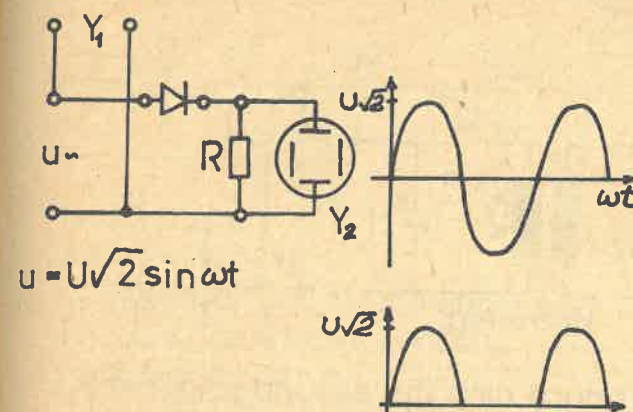 Y₁
U√2
u~
R
ωt
Y₂
u = U√2 sin ωt
U√2